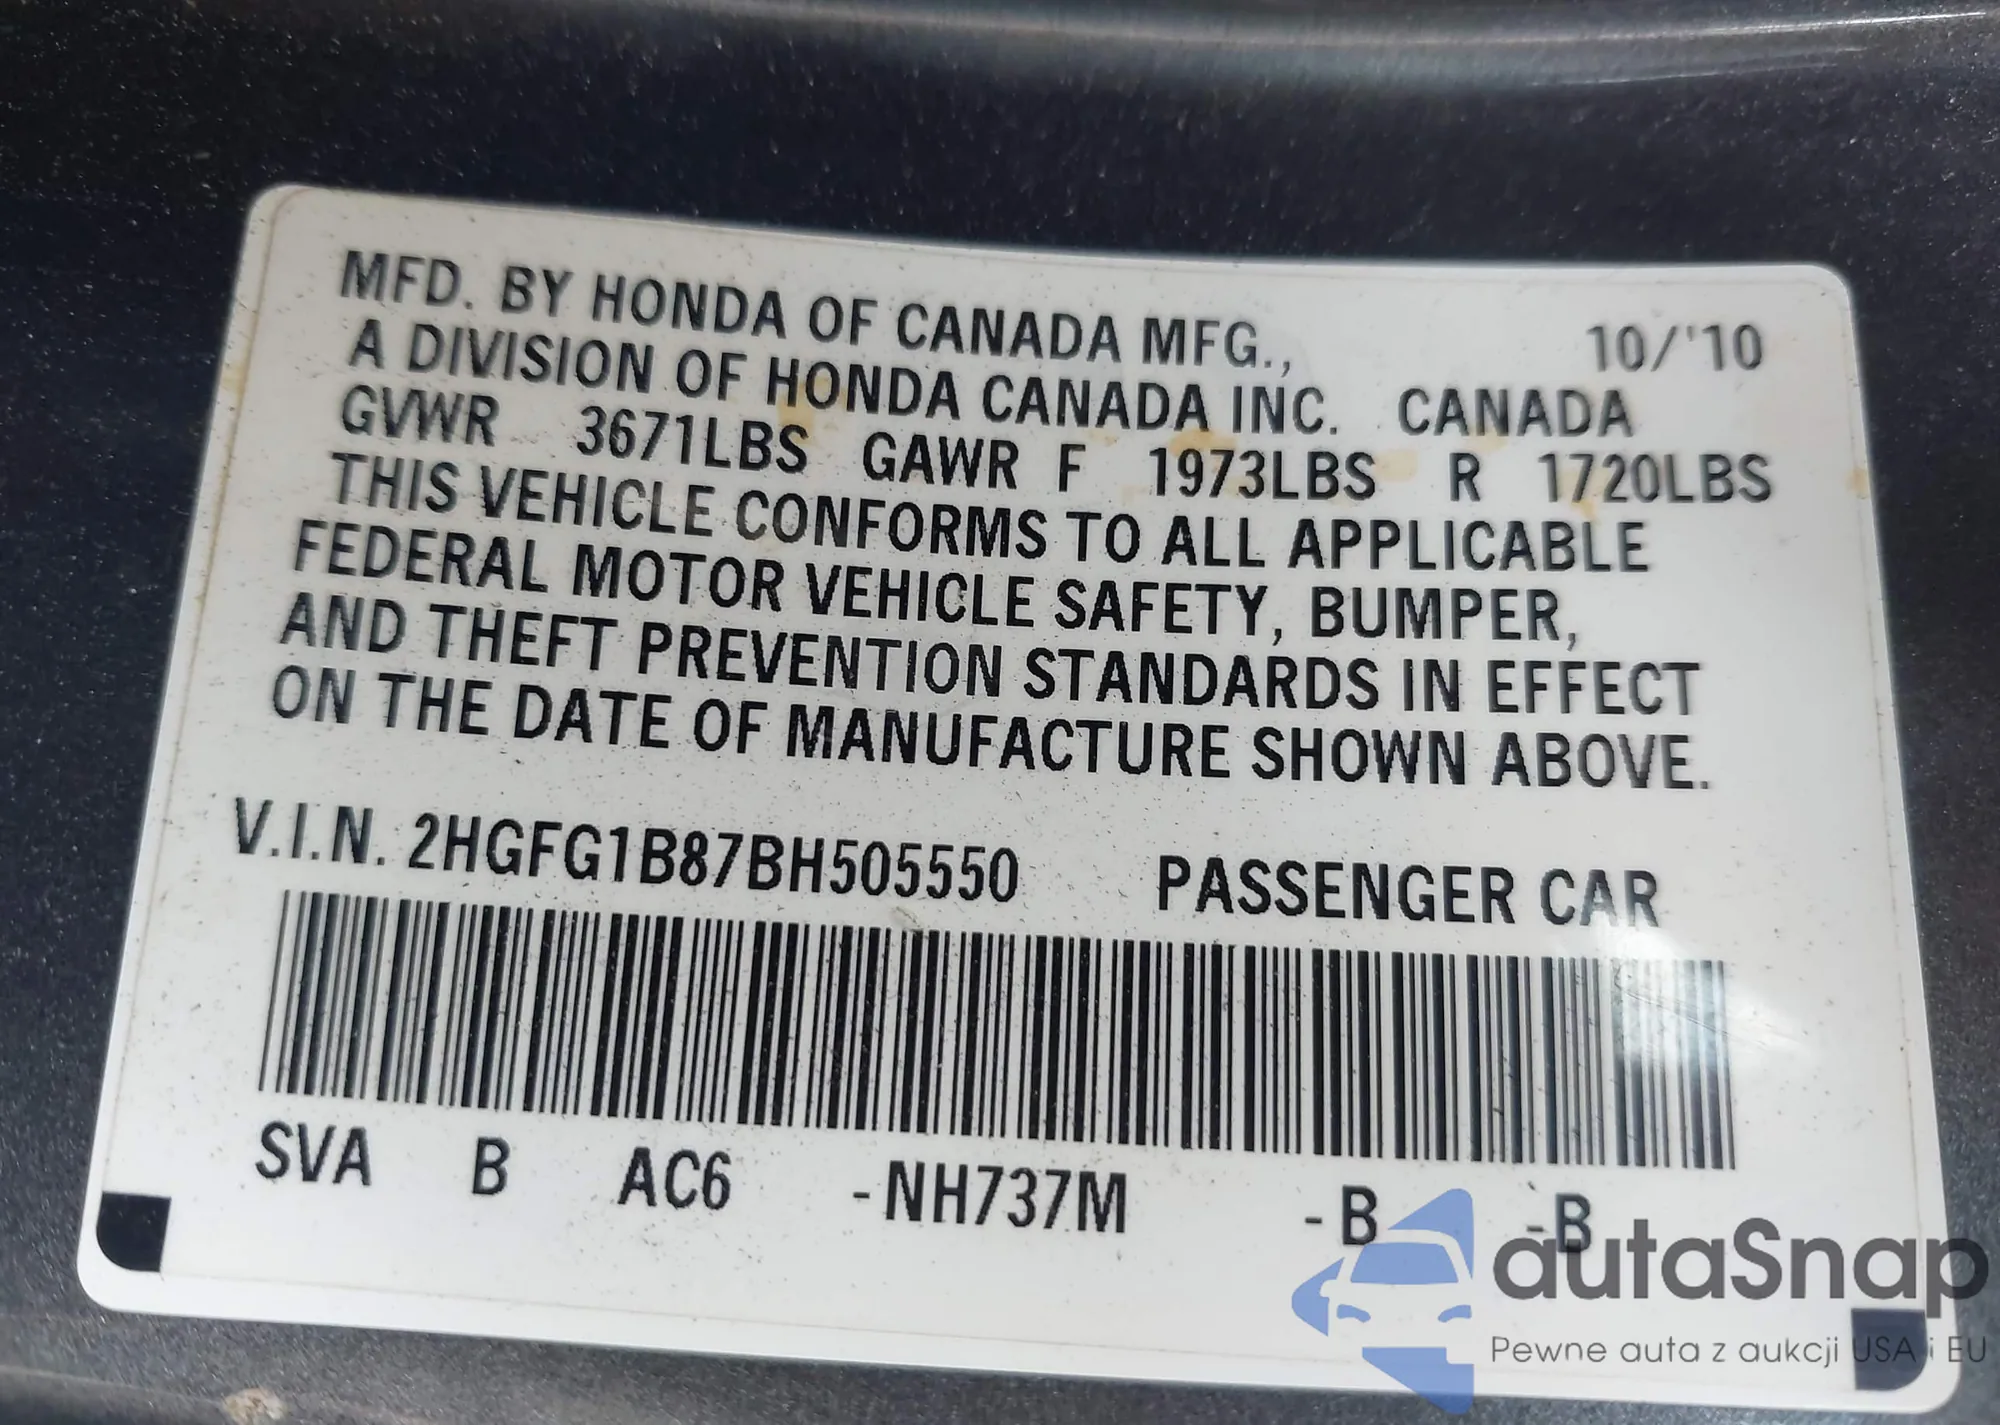 MFD. BY HONDA OF CANADA MFG., 10/'10
A DIVISION OF HONDA CANADA INC. CANADA
GVWR 3671LBS GAWR F 1973LBS R 1720LBS
THIS VEHICLE CONFORMS TO ALL APPLICABLE
FEDERAL MOTOR VEHICLE SAFETY, BUMPER,
AND THEFT PREVENTION STANDARDS IN EFFECT
ON THE DATE OF MANUFACTURE SHOWN ABOVE.
V.I.N. 2HGFG1B87BH505550 PASSENGER CAR
SVA B AC6 -NH737M -B -B
autaSnap
Pewne auta z aukcji USA i EU